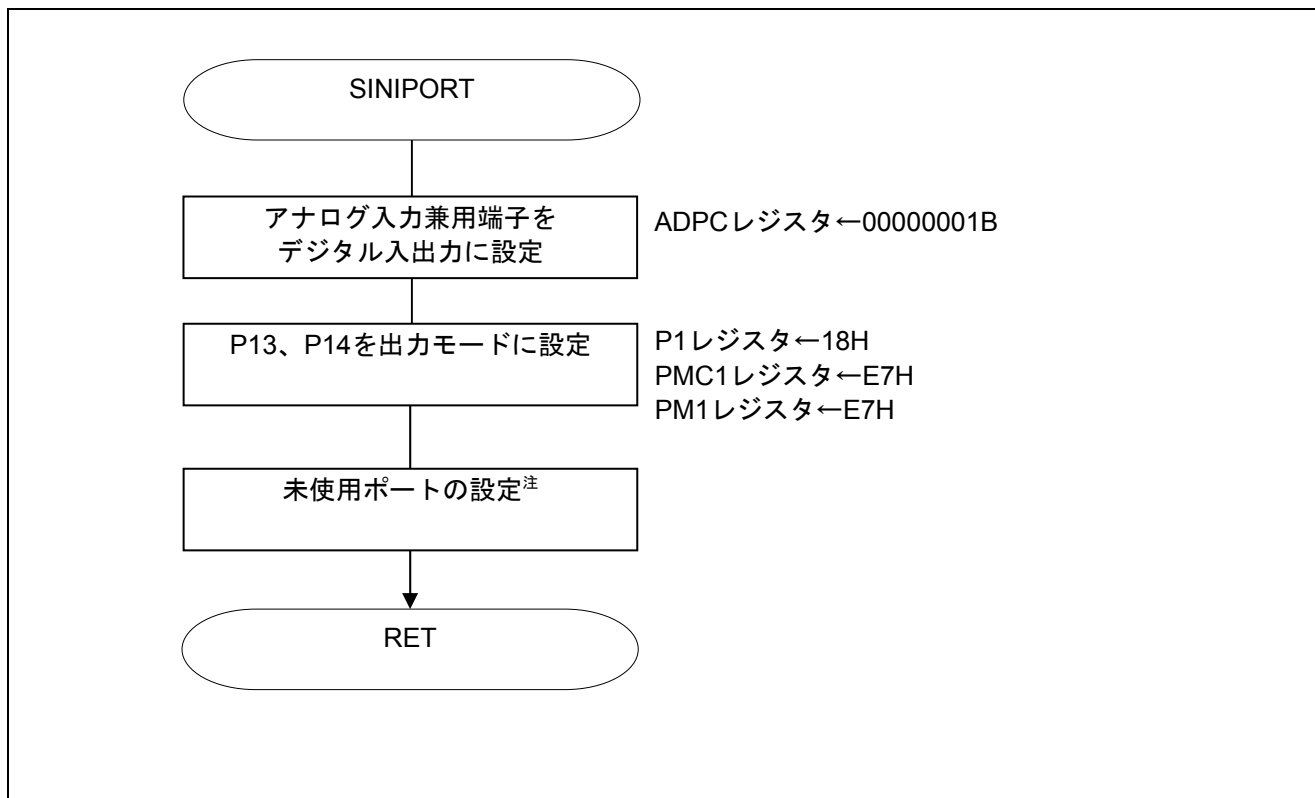 SINIPORT
アナログ入力兼用端子を
デジタル入出力に設定
ADPCレジスタ←00000001B
P13、P14を出力モードに設定
P1レジスタ←18H
PMC1レジスタ←E7H
PM1レジスタ←E7H
未使用ポートの設定注
RET